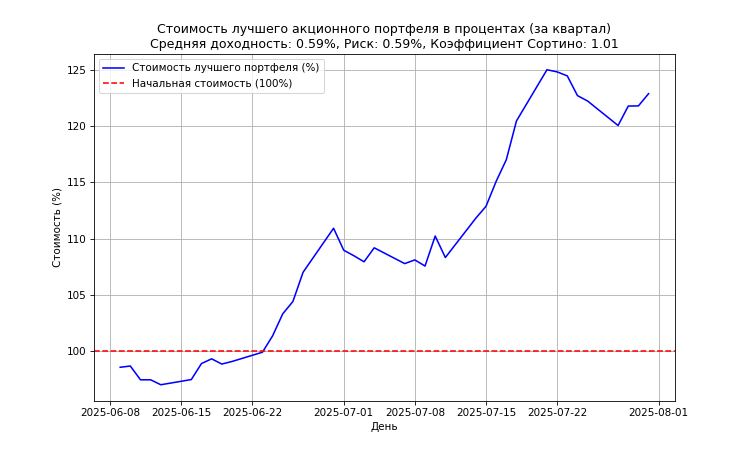 Стоимость лучшего акционного портфеля в процентах (за квартал)
Средняя доходность: 0.59%, Риск: 0.59%, Коэффициент Сортино: 1.01
Стоимость лучшего портфеля (%)
Начальная стоимость (100%)
Стоимость (%)
125
120
115
110
105
100
2025-06-08 2025-06-15 2025-06-22 2025-07-01 2025-07-08 2025-07-15 2025-07-22 2025-08-01
День